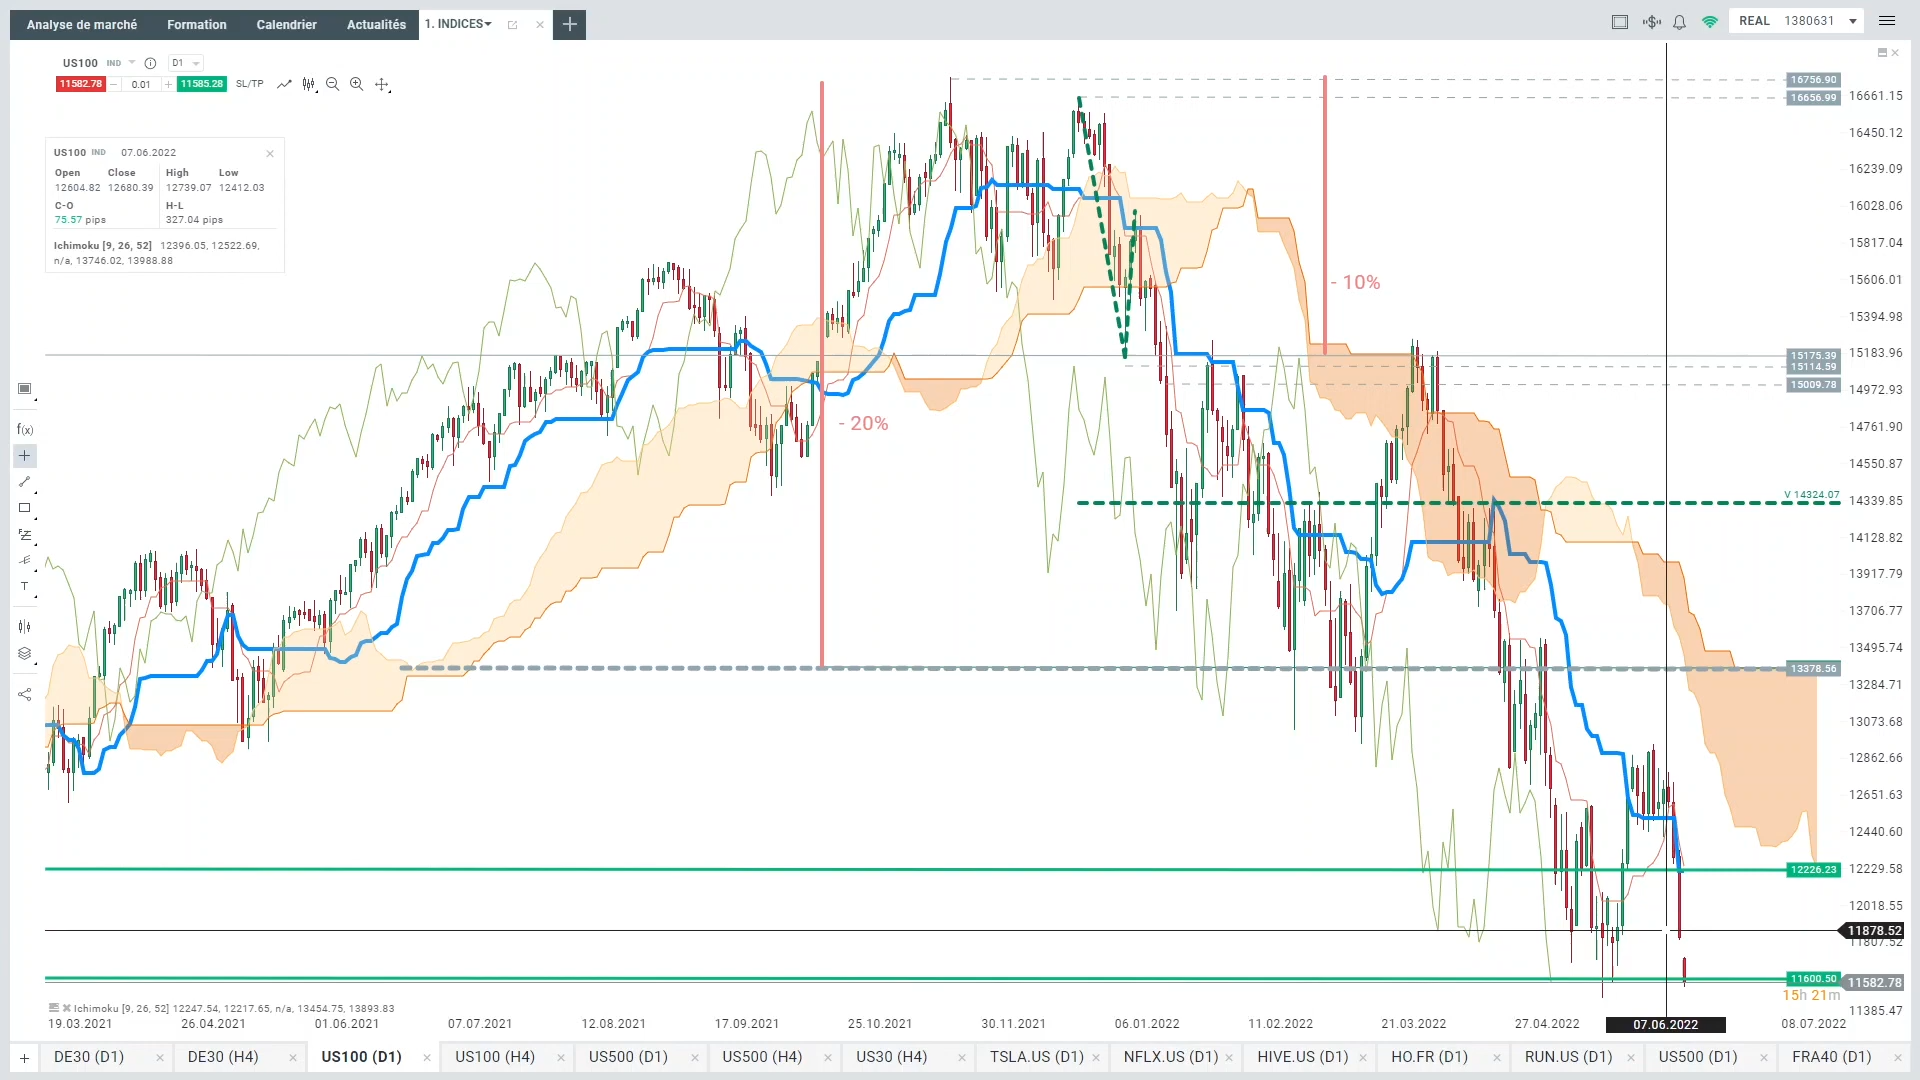 Analyse de marché Formation Calendrier Actualités 1. INDICES REAL 1380631
US100 IND D1
11582.78 0.01 11585.28 SL/TP
US100 IND 07.06.2022
Open Close High Low
12604.82 12680.39 12739.07 12412.03
C-O H-L
75.57 pips 327.04 pips
Ichimoku [9, 26, 52] 12396.05, 12522.69,
n/a, 13746.02, 13988.88
f(x)
T
- 20%
- 10%
16756.90
16656.99
15175.39
15114.59
15009.78
V 14324.07
13378.56
12226.23
11600.50
15h 21m
16661.15
16450.12
16239.09
16028.06
15817.04
15606.01
15394.98
15183.96
14972.93
14761.90
14550.87
14339.85
14128.82
13917.79
13706.77
13495.74
13284.71
13073.68
12862.66
12651.63
12440.60
12229.58
12018.55
11878.52
11807.52
11582.78
11385.47
Ichimoku [9, 26, 52] 12247.54, 12217.65, n/a, 13454.75, 13893.83
19.03.2021 26.04.2021 01.06.2021 07.07.2021 12.08.2021 17.09.2021 25.10.2021 30.11.2021 06.01.2022 11.02.2022 21.03.2022 27.04.2022 07.06.2022 08.07.2022
DE30 (D1) DE30 (H4) US100 (D1) US100 (H4) US500 (D1) US500 (H4) US30 (H4) TSLA.US (D1) NFLX.US (D1) HIVE.US (D1) HO.FR (D1) RUN.US (D1) US500 (D1) FRA40 (D1)